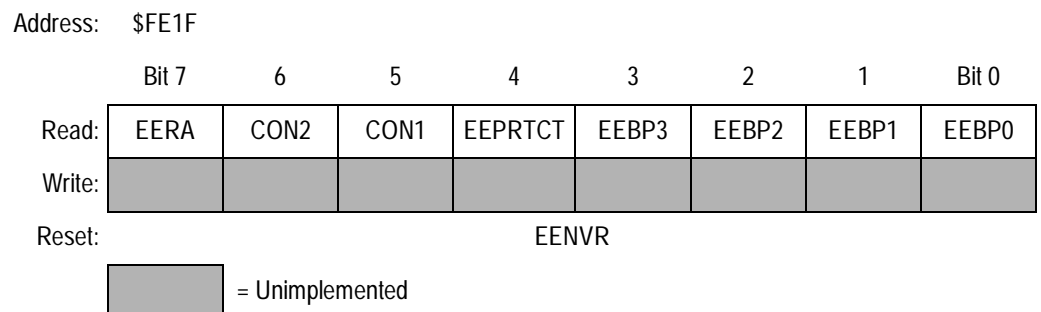 Address: $FE1F
Bit 7 6 5 4 3 2 1 Bit 0
Read: EERA CON2 CON1 EEPRTCT EEBP3 EEBP2 EEBP1 EEBP0
Write:
Reset: EENVR
= Unimplemented